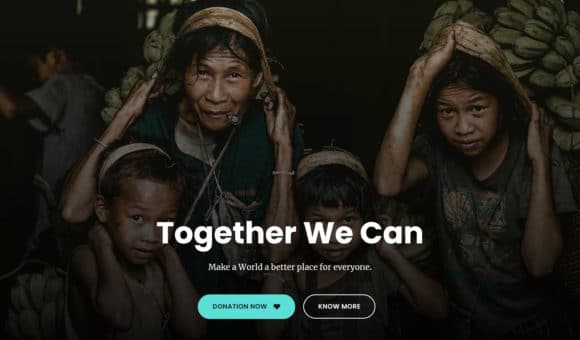 Together We Can
Make a World a better place for everyone.
DONATION NOW
KNOW MORE